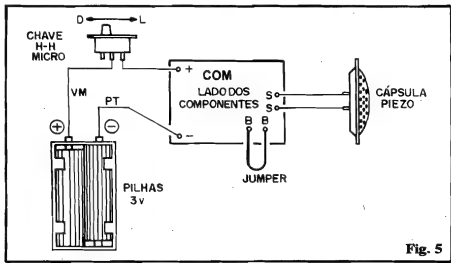 D L
CHAVE
H-H
MICRO
+
COM
LADO DOS
COMPONENTES
S
S
B B
-
JUMPER
CÁPSULA
PIEZO
VM
PT
+ -
PILHAS
3v
Fig. 5